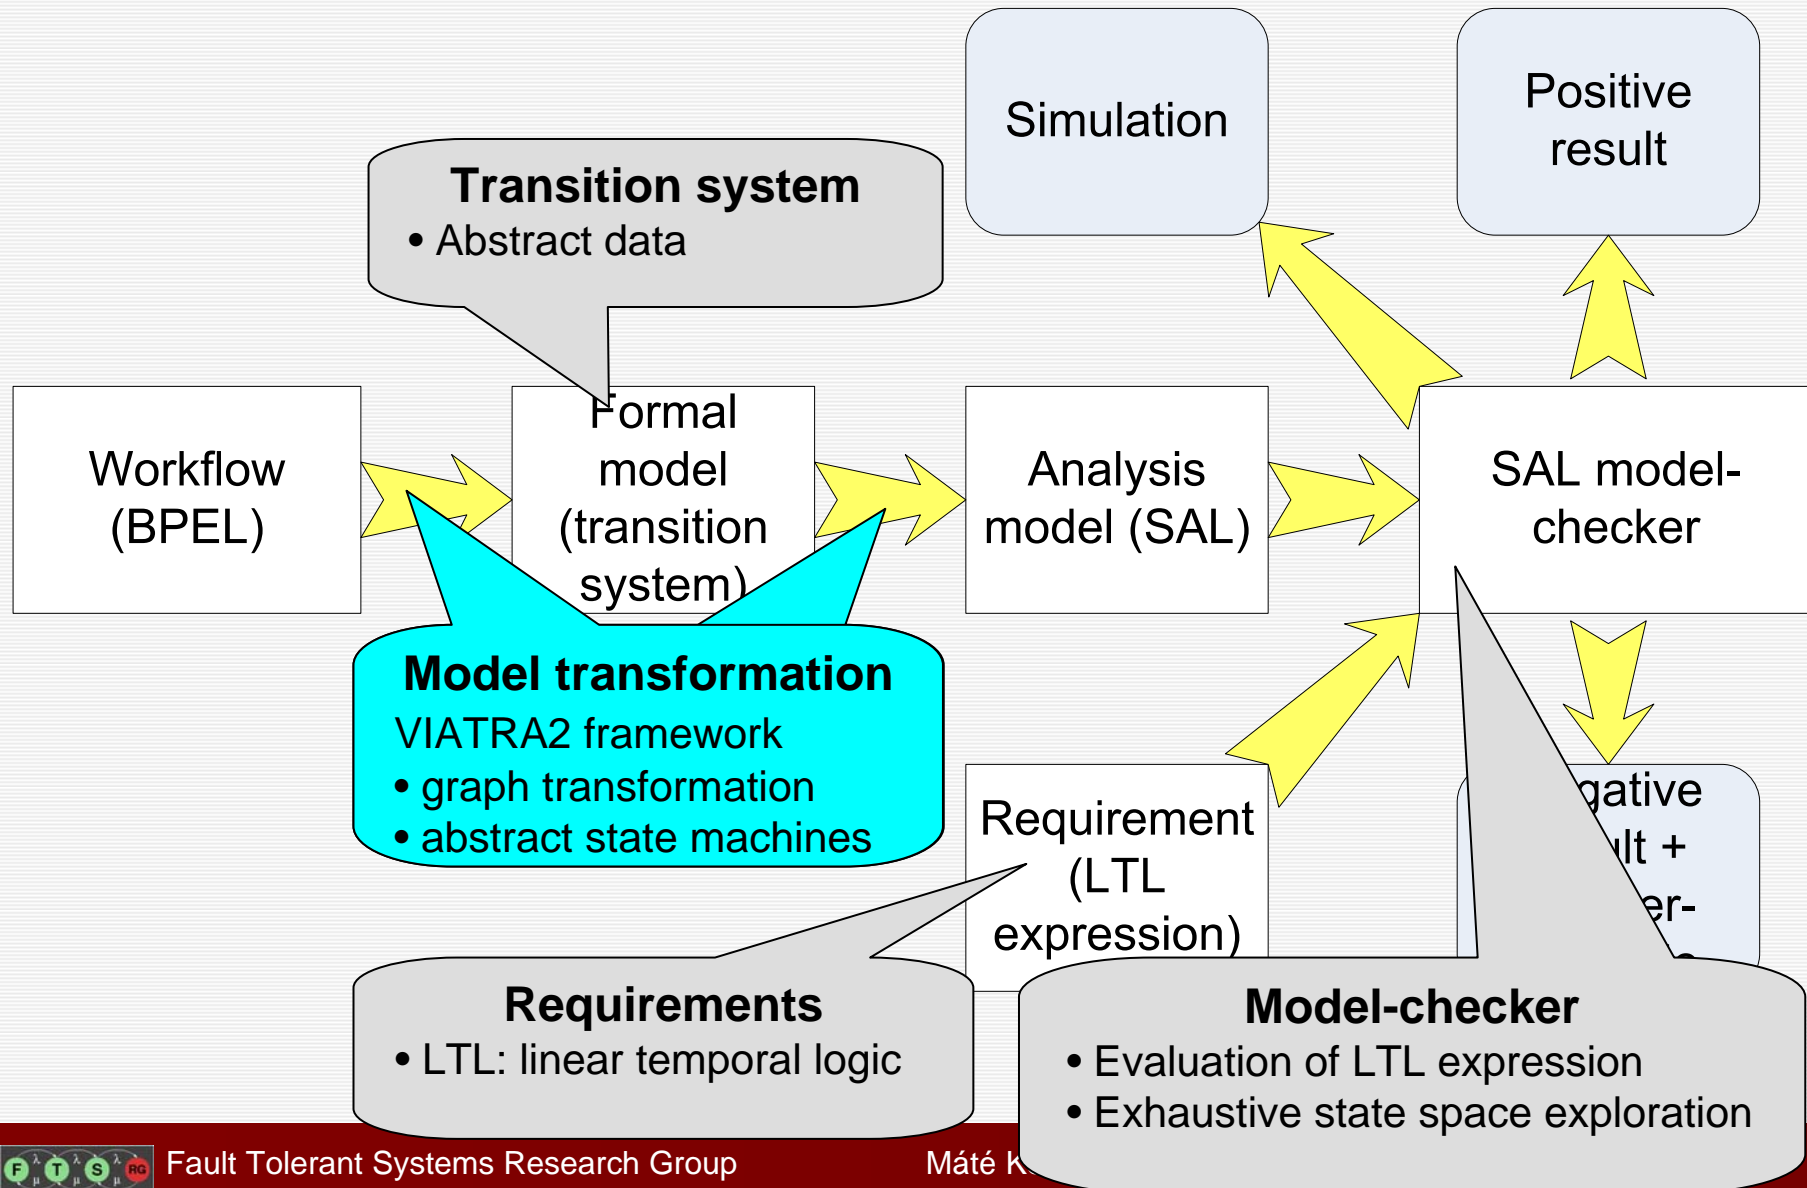 Simulation
Positive
result
Transition system
• Abstract data
Workflow
(BPEL)
Formal
model
(transition
system)
Analysis
model (SAL)
SAL model-
checker
Model transformation
VIATRA2 framework
• graph transformation
• abstract state machines
Requirement
(LTL
expression)
+
Requirements
• LTL: linear temporal logic
Model-checker
• Evaluation of LTL expression
• Exhaustive state space exploration
F T S RG
Fault Tolerant Systems Research Group
Máté